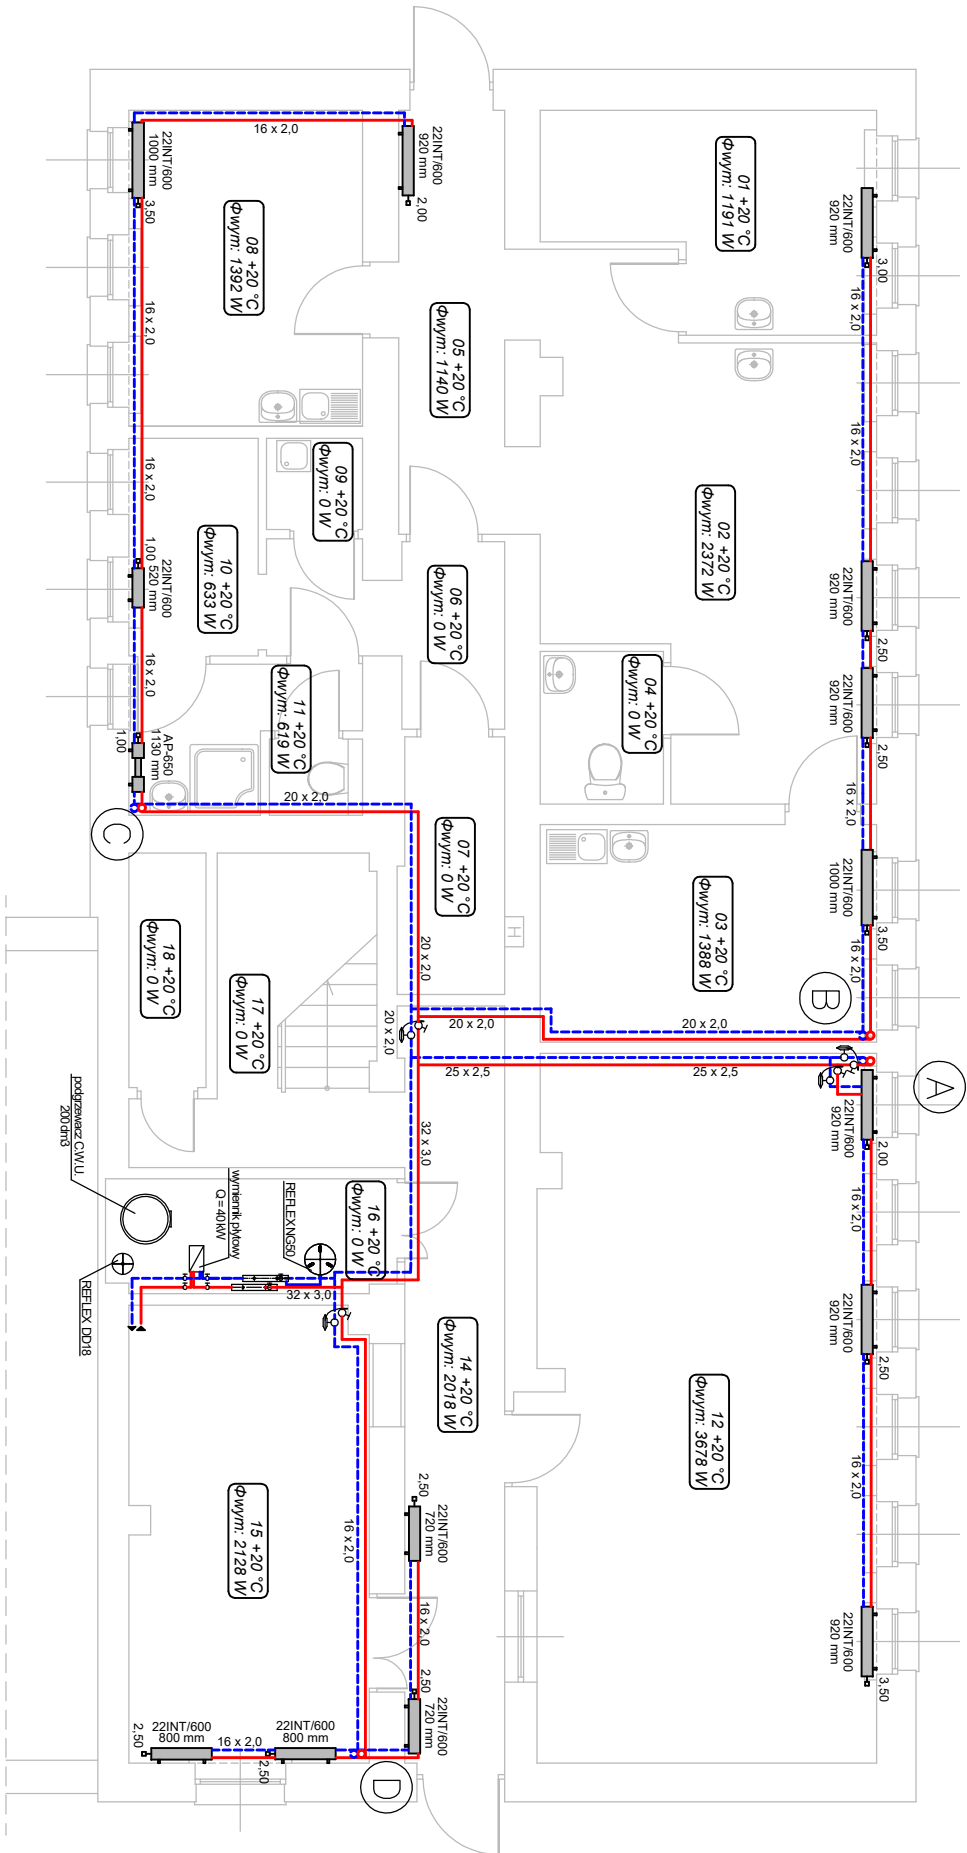 22INT/600
920 mm
3,00
16 x 2,0
16 x 2,0
22INT/600
920 mm
2,50
22INT/600
920 mm
2,50
16 x 2,0
22INT/600
1000 mm
3,50
16 x 2,0
B
A
22INT/600
920 mm
2,00
16 x 2,0
22INT/600
920 mm
2,50
16 x 2,0
22INT/600
920 mm
3,50
01 +20 °C
Φwym: 1191 W
02 +20 °C
Φwym: 2372 W
04 +20 °C
Φwym: 0 W
03 +20 °C
Φwym: 1388 W
20 x 2,0
25 x 2,5
12 +20 °C
Φwym: 3678 W
H
22INT/600
920 mm
2,00
16 x 2,0
05 +20 °C
Φwym: 1140 W
06 +20 °C
Φwym: 0 W
07 +20 °C
Φwym: 0 W
20 x 2,0
20 x 2,0
20 x 2,0
25 x 2,5
32 x 3,0
14 +20 °C
Φwym: 2018 W
2,50
22INT/600
720 mm
16 x 2,0
2,50
22INT/600
720 mm
D
08 +20 °C
Φwym: 1392 W
09 +20 °C
Φwym: 0 W
10 +20 °C
Φwym: 633 W
11 +20 °C
Φwym: 619 W
20 x 2,0
17 +20 °C
Φwym: 0 W
18 +20 °C
Φwym: 0 W
16 +20 °C
Φwym: 0 W
REFLEX NG50
32 x 3,0
wymiennik płytowy
Q = 40 kW
podgrzewacz C.W.U.
200 dm3
REFLEX DD18
15 +20 °C
Φwym: 2128 W
16 x 2,0
22INT/600
1000 mm
3,50
16 x 2,0
16 x 2,0
1,00
22INT/600
520 mm
16 x 2,0
AP-650
1130 mm
1,00
C
2,50
22INT/600
800 mm
16 x 2,0
22INT/600
800 mm
2,50